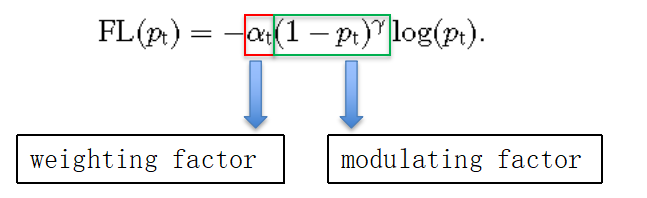 FL(pₜ) = −αₜ(1 − pₜ)ᵞ log(pₜ).
weighting factor
modulating factor